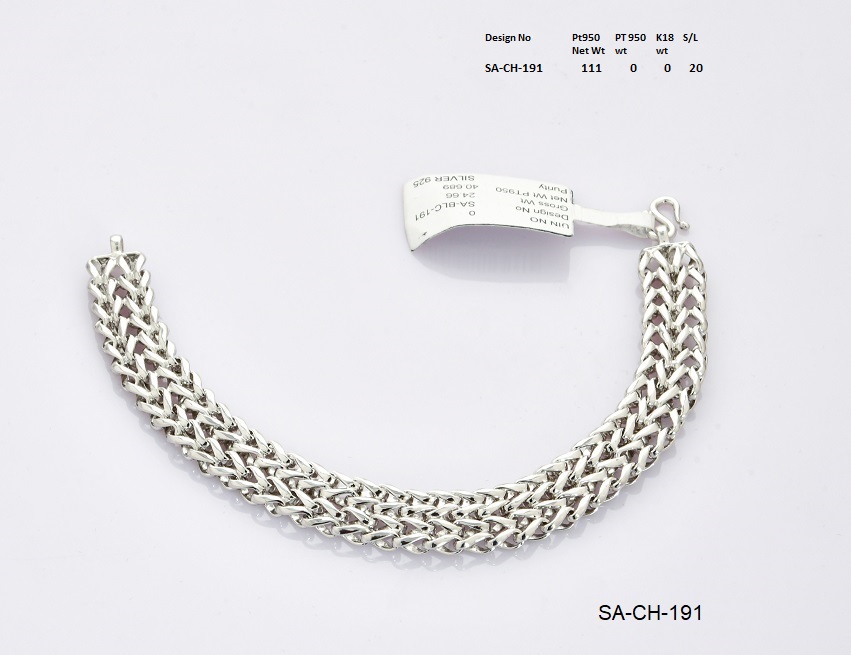 Design No Pt950 PT 950 K18 S/L
Net Wt wt wt
SA-CH-191 111 0 0 20
UIN NO 0
Design No SA-BLC-191
Gross Wt 24.66
Net Wt PT950 40.689
Purity SILVER 925
SA-CH-191